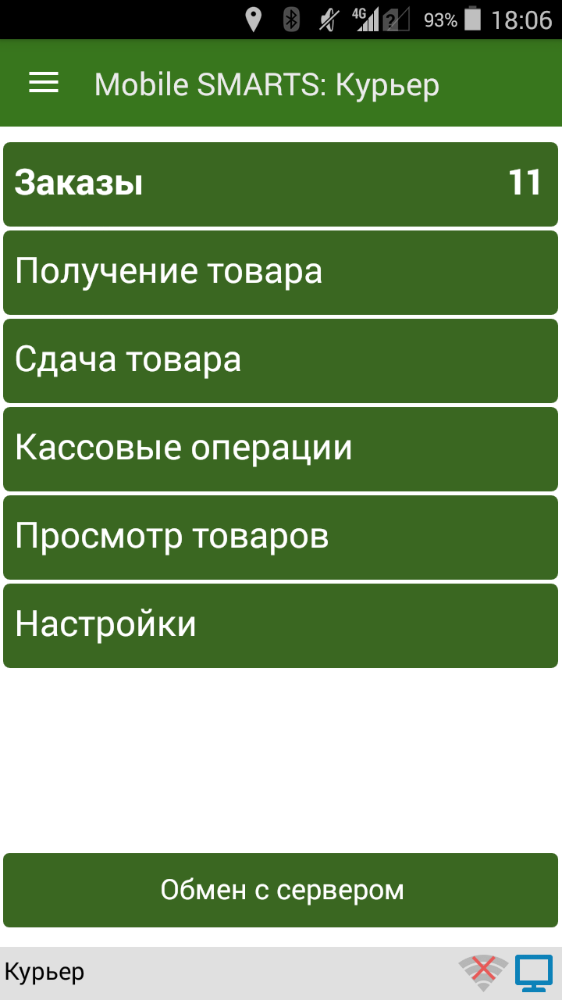 4G ? 93% 18:06
Mobile SMARTS: Курьер
Заказы 11
Получение товара
Сдача товара
Кассовые операции
Просмотр товаров
Настройки
Обмен с сервером
Курьер